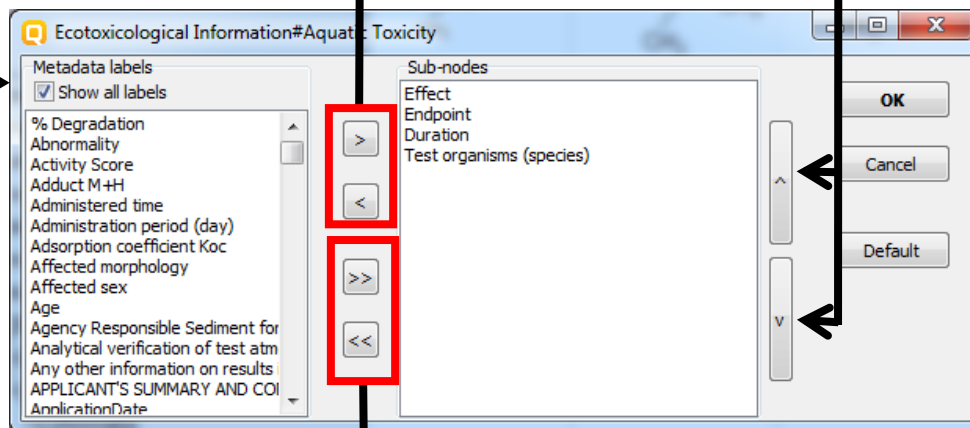 Ecotoxicological Information#Aquatic Toxicity
Metadata labels
Show all labels
% Degradation
Abnormality
Activity Score
Adduct M+H
Administered time
Administration period (day)
Adsorption coefficient Koc
Affected morphology
Affected sex
Age
Agency Responsible Sediment for
Analytical verification of test atm
Any other information on results
APPLICANT'S SUMMARY AND CO
ApplicationDate
>
<
>>
<<
Sub-nodes
Effect
Endpoint
Duration
Test organisms (species)
^
v
OK
Cancel
Default